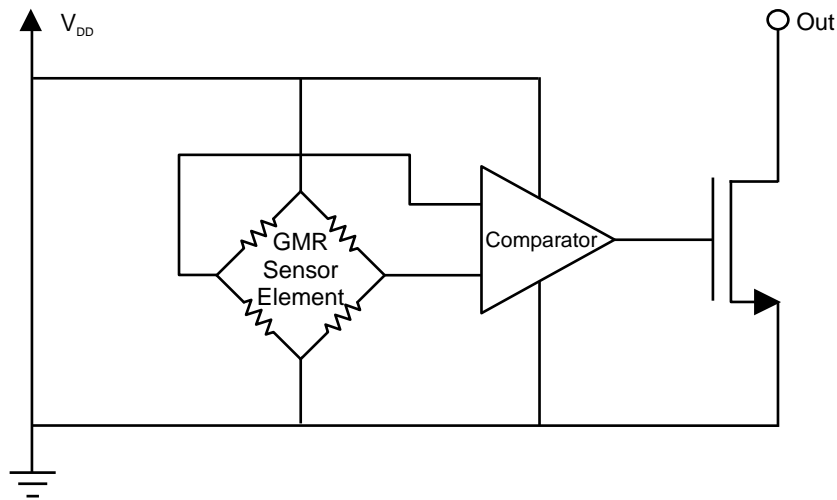 V_DD
Out
GMR
Sensor
Element
Comparator